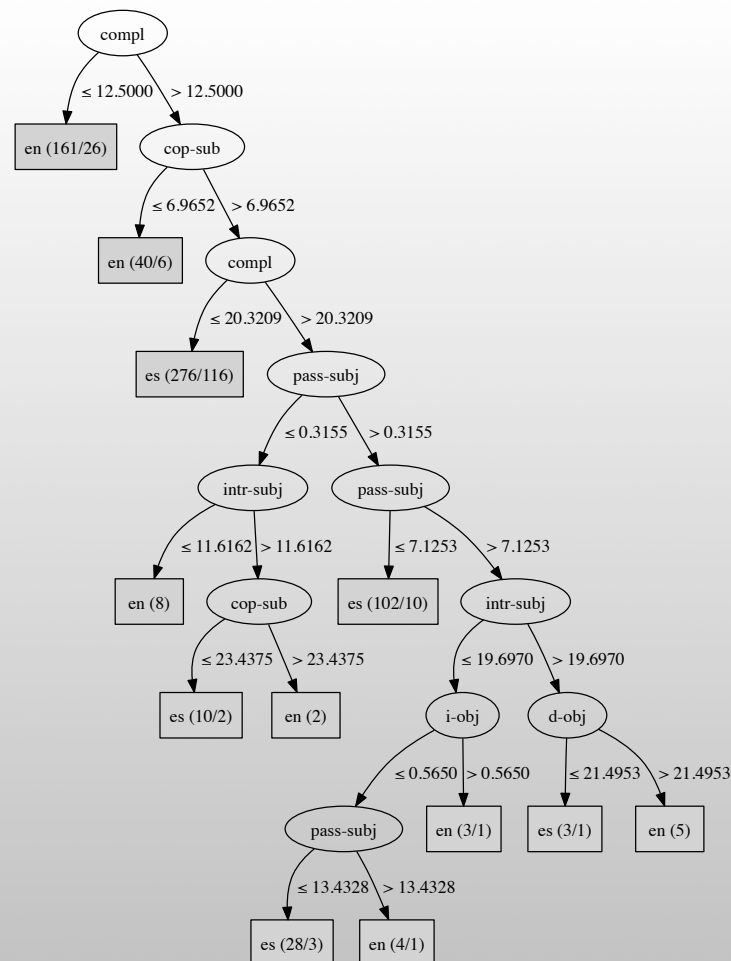 compl
≤ 12.5000 > 12.5000
en (161/26) cop-sub
≤ 6.9652 > 6.9652
en (40/6) compl
≤ 20.3209 > 20.3209
es (276/116) pass-subj
≤ 0.3155 > 0.3155
intr-subj pass-subj
≤ 11.6162 > 11.6162 ≤ 7.1253 > 7.1253
en (8) cop-sub es (102/10) intr-subj
≤ 23.4375 > 23.4375 ≤ 19.6970 > 19.6970
es (10/2) en (2) i-obj d-obj
≤ 0.5650 > 0.5650 ≤ 21.4953 > 21.4953
pass-subj en (3/1) es (3/1) en (5)
≤ 13.4328 > 13.4328
es (28/3) en (4/1)